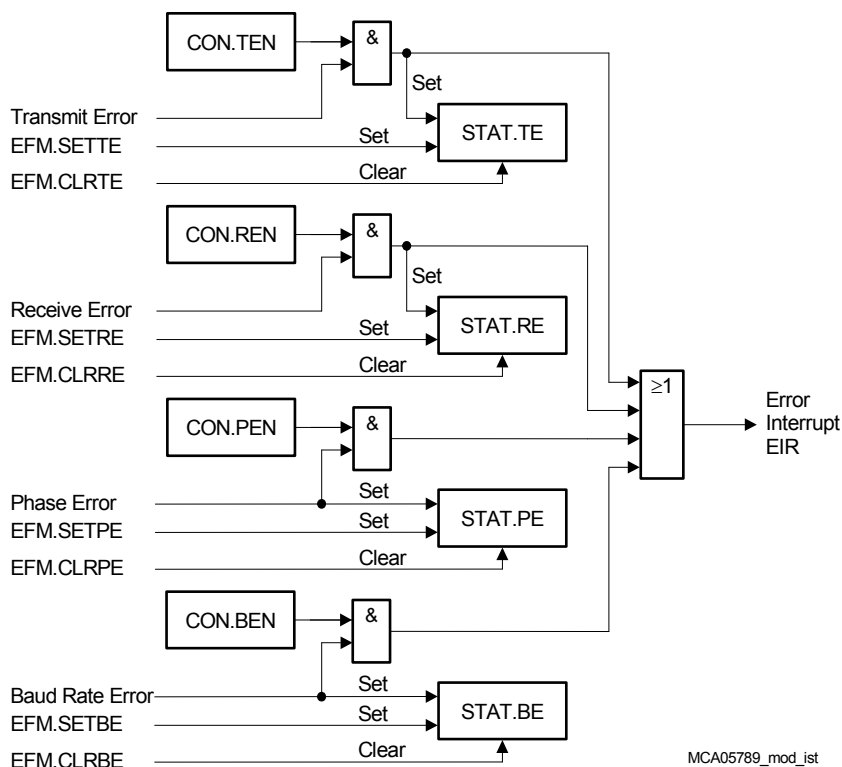 CON.TEN
&
Set
Transmit Error
EFM.SETTE
Set
STAT.TE
EFM.CLRTE
Clear
CON.REN
&
Set
Receive Error
EFM.SETRE
Set
STAT.RE
EFM.CLRRE
Clear
≥1
Error
Interrupt
EIR
CON.PEN
&
Phase Error
Set
EFM.SETPE
Set
STAT.PE
EFM.CLRPE
Clear
CON.BEN
&
Baud Rate Error
Set
EFM.SETBE
Set
STAT.BE
EFM.CLRBE
Clear
MCA05789_mod_ist